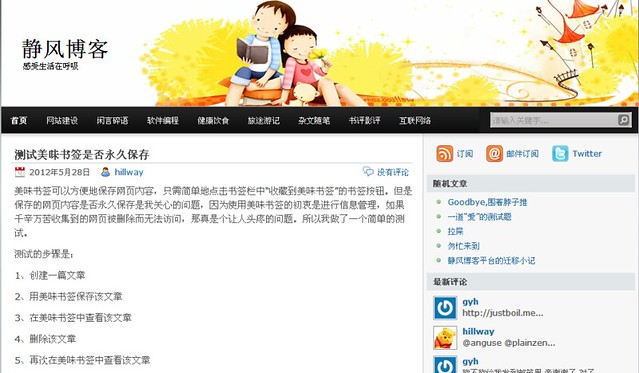 静风博客
感受生活在呼吸
首页 网站建设 闲言碎语 软件编程 健康饮食 旅途游记 杂文随笔 书评影评 互联网络
请输入关键字...
测试美味书签是否永久保存
2012年5月28日 hillway 没有评论
美味书签可以方便地保存网页内容，只需简单地点击书签栏中“收藏到美味书签”的书签按钮。但是
保存的网页内容是否永久保存是我关心的问题，因为使用美味书签的初衷是进行信息管理，如果
千辛万苦收集到的网页被删除而无法访问，那真是个让人头疼的问题。所以我做了一个简单的测
试。
测试的步骤是：
1、创建一篇文章
2、用美味书签保存该文章
3、在美味书签中查看该文章
4、删除该文章
5、再次在美味书签中查看该文章
订阅 邮件订阅 Twitter
随机文章
Goodbye,围着脖子推
一道“爱”的测试题
拉屎
勿忙来到
静风博客平台的迁移小记
最新评论
gyh
http://justboil.me...
hillway
@anguse @plainzen...
gyh